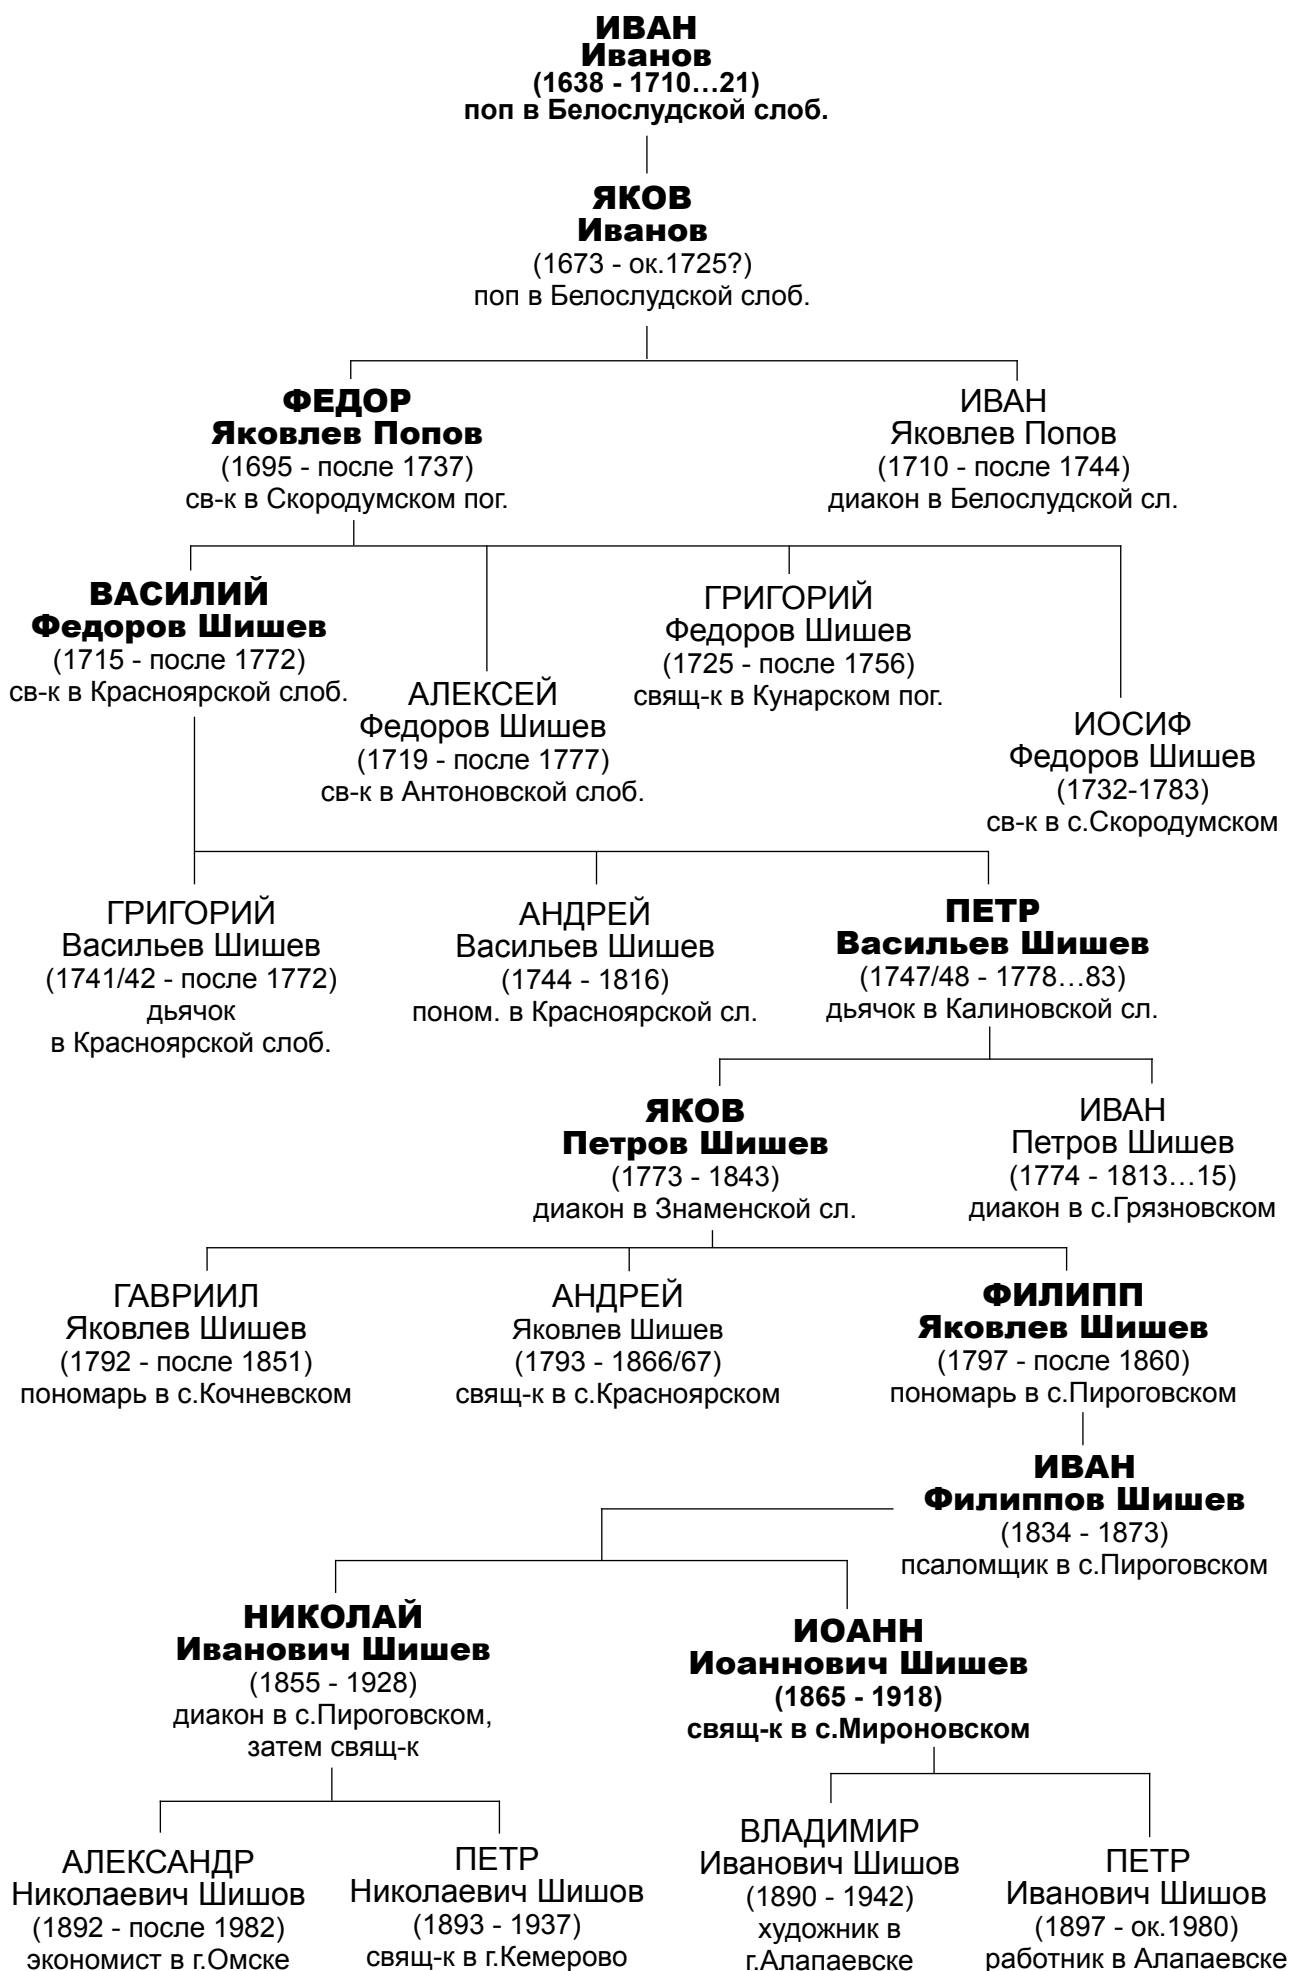 ИВАН
Иванов
(1638 - 1710…21)
поп в Белослудской слоб.
ЯКОВ
Иванов
(1673 - ок.1725?)
поп в Белослудской слоб.
ФЕДОР
Яковлев Попов
(1695 - после 1737)
св-к в Скородумском пог.
ИВАН
Яковлев Попов
(1710 - после 1744)
диакон в Белослудской сл.
ВАСИЛИЙ
Федоров Шишев
(1715 - после 1772)
св-к в Красноярской слоб.
АЛЕКСЕЙ
Федоров Шишев
(1719 - после 1777)
св-к в Антоновской слоб.
ГРИГОРИЙ
Федоров Шишев
(1725 - после 1756)
свящ-к в Кунарском пог.
ИОСИФ
Федоров Шишев
(1732-1783)
св-к в с.Скородумском
ГРИГОРИЙ
Васильев Шишев
(1741/42 - после 1772)
дьячок
в Красноярской слоб.
АНДРЕЙ
Васильев Шишев
(1744 - 1816)
поном. в Красноярской сл.
ПЕТР
Васильев Шишев
(1747/48 - 1778…83)
дьячок в Калиновской сл.
ЯКОВ
Петров Шишев
(1773 - 1843)
диакон в Знаменской сл.
ИВАН
Петров Шишев
(1774 - 1813…15)
диакон в с.Грязновском
ГАВРИИЛ
Яковлев Шишев
(1792 - после 1851)
пономарь в с.Кочневском
АНДРЕЙ
Яковлев Шишев
(1793 - 1866/67)
свящ-к в с.Красноярском
ФИЛИПП
Яковлев Шишев
(1797 - после 1860)
пономарь в с.Пироговском
ИВАН
Филиппов Шишев
(1834 - 1873)
псаломщик в с.Пироговском
НИКОЛАЙ
Иванович Шишев
(1855 - 1928)
диакон в с.Пироговском,
затем свящ-к
ИОАНН
Иоаннович Шишев
(1865 - 1918)
свящ-к в с.Мироновском
АЛЕКСАНДР
Николаевич Шишов
(1892 - после 1982)
экономист в г.Омске
ПЕТР
Николаевич Шишов
(1893 - 1937)
свящ-к в г.Кемерово
ВЛАДИМИР
Иванович Шишов
(1890 - 1942)
художник в
г.Алапаевске
ПЕТР
Иванович Шишов
(1897 - ок.1980)
работник в Алапаевске